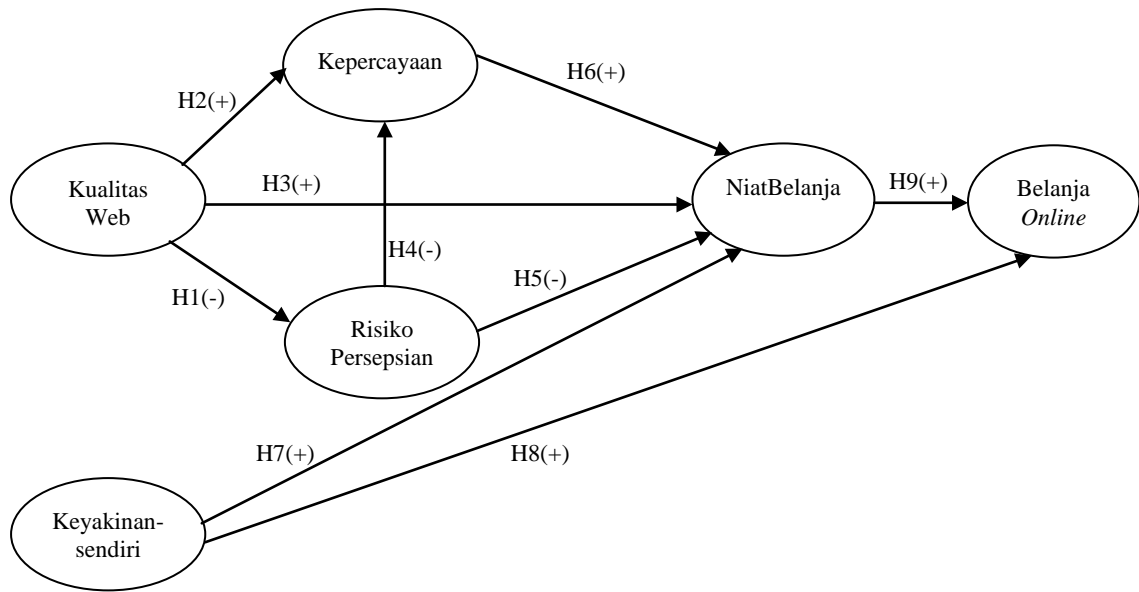 Kepercayaan
H6(+)
H2(+)
Kualitas
Web
H3(+)
NiatBelanja
H9(+)
Belanja
Online
H4(-)
H5(-)
H1(-)
Risiko
Persepsian
H7(+)
H8(+)
Keyakinan-
sendiri